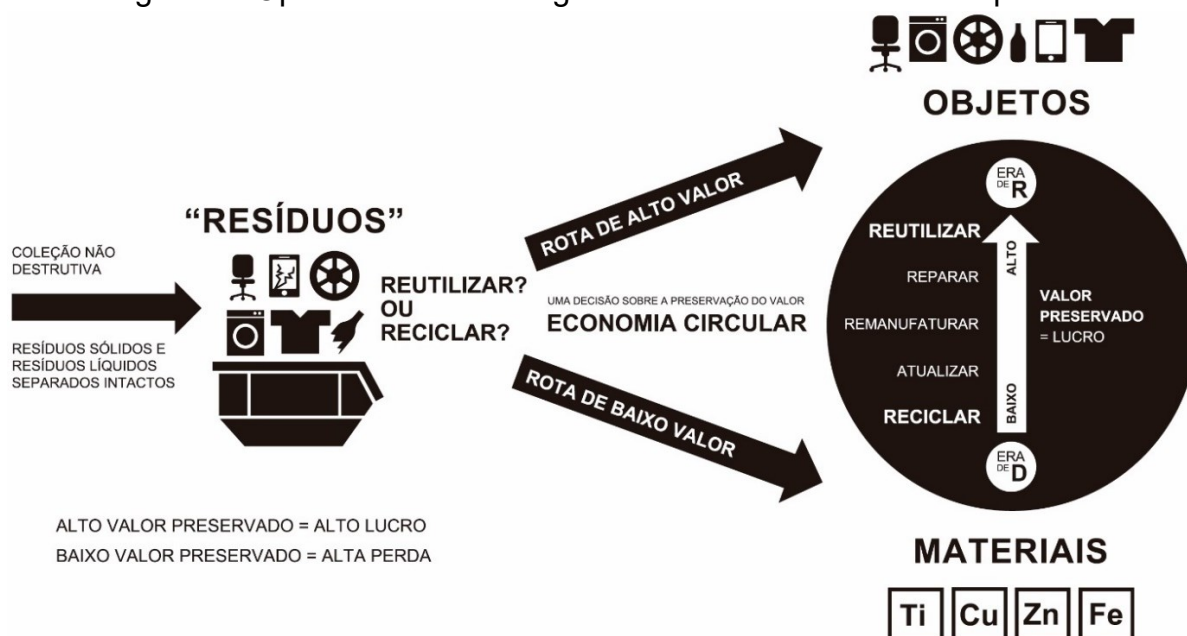 OBJETOS
"RESÍDUOS"
COLEÇÃO NÃO
DESTRUTIVA
RESÍDUOS SÓLIDOS E
RESÍDUOS LÍQUIDOS
SEPARADOS INTACTOS
REUTILIZAR?
OU
RECICLAR?
ROTA DE ALTO VALOR
UMA DECISÃO SOBRE A PRESERVAÇÃO DO VALOR
ECONOMIA CIRCULAR
ROTA DE BAIXO VALOR
ERA
DE R
REUTILIZAR
REPARAR
REMANUFATURAR
ATUALIZAR
RECICLAR
ALTO
BAIXO
VALOR
PRESERVADO
= LUCRO
ERA
DE D
ALTO VALOR PRESERVADO = ALTO LUCRO
BAIXO VALOR PRESERVADO = ALTA PERDA
MATERIAIS
Ti Cu Zn Fe